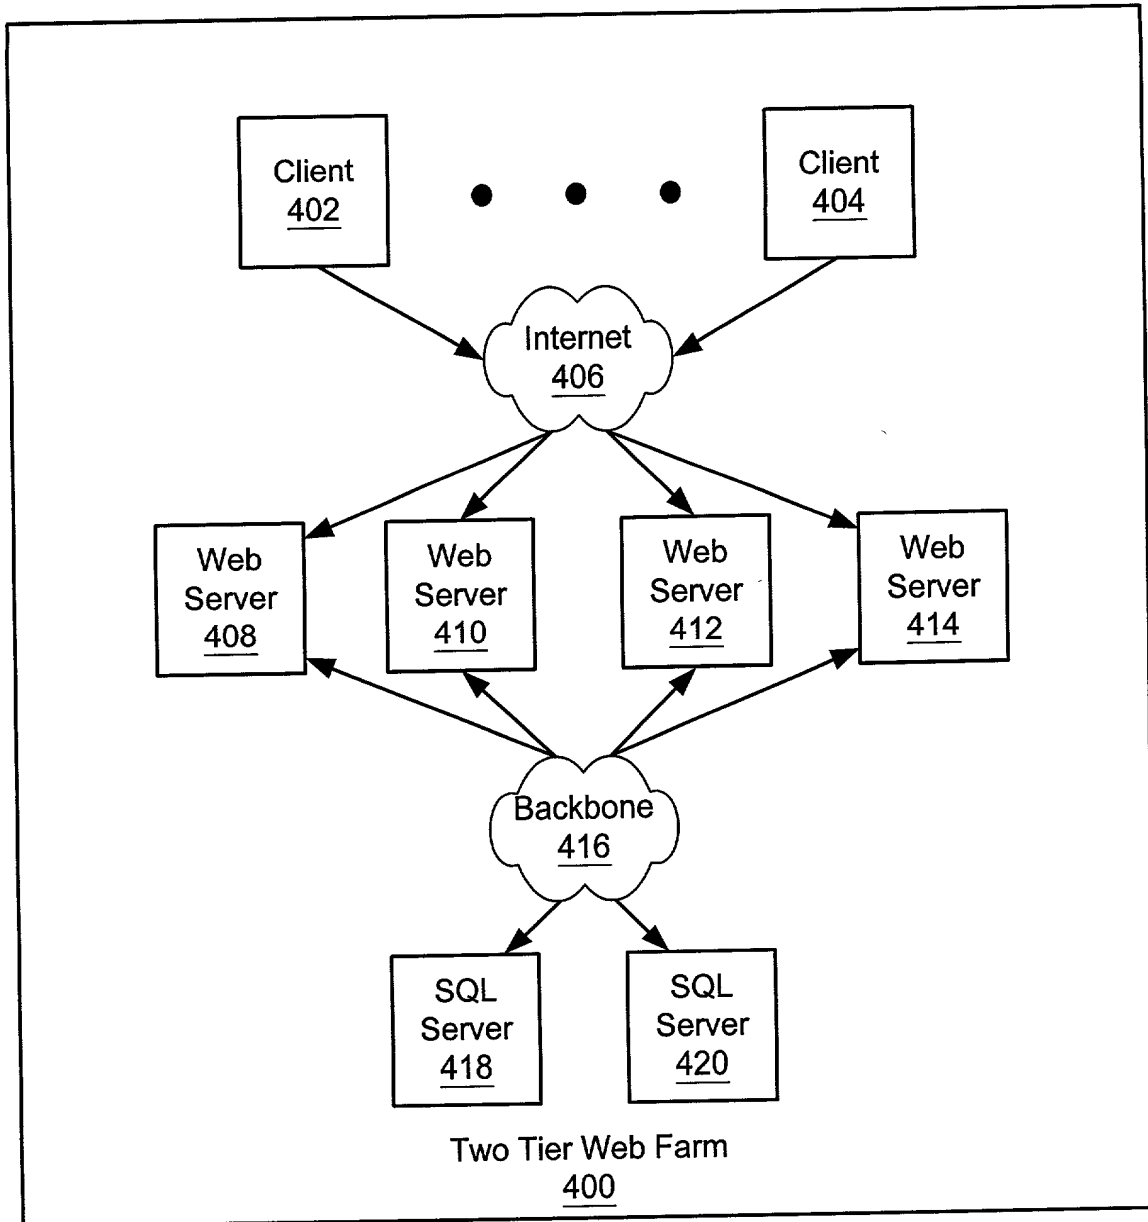 Client
402
Client
404
Internet
406
Web
Server
408
Web
Server
410
Web
Server
412
Web
Server
414
Backbone
416
SQL
Server
418
SQL
Server
420
Two Tier Web Farm
400